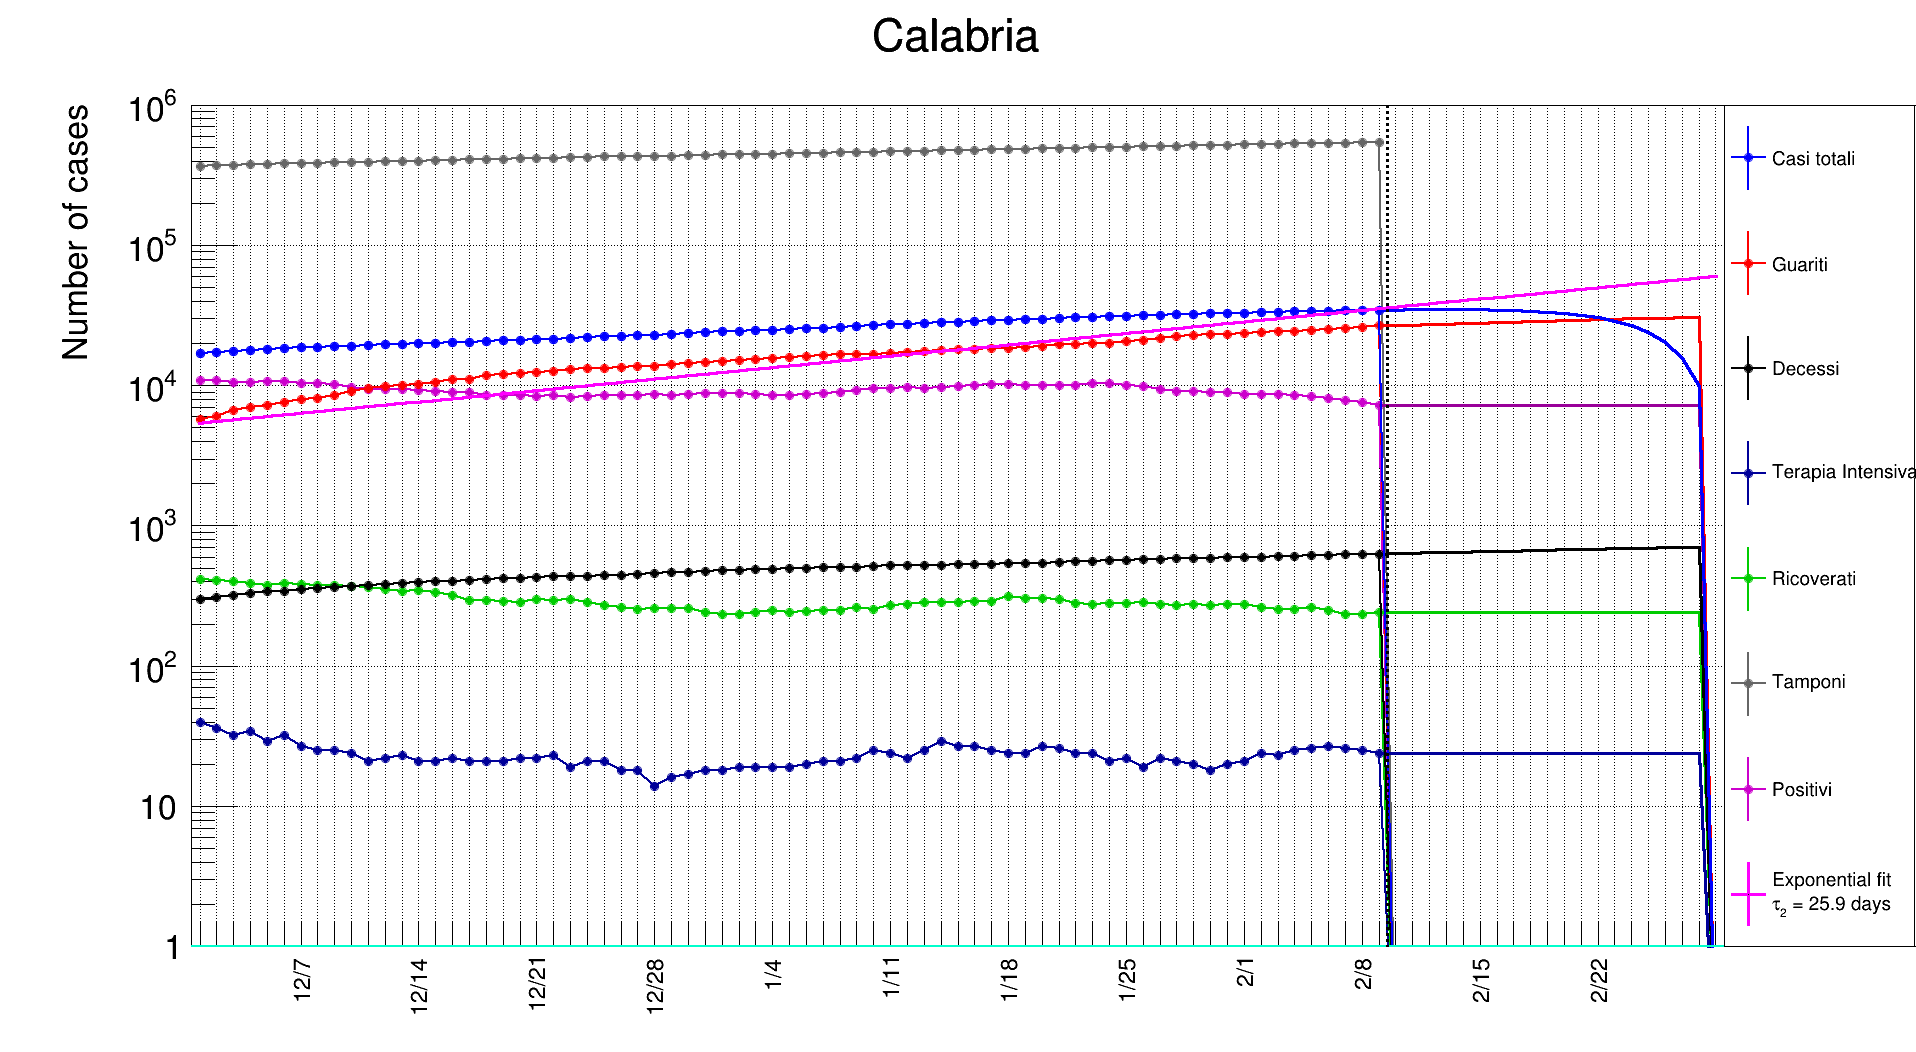 Calabria
Number of cases
10^6
10^5
10^4
10^3
10^2
10
1
12/7
12/14
12/21
12/28
1/4
1/11
1/18
1/25
2/1
2/8
2/15
2/22
Casi totali
Guariti
Decessi
Terapia Intensiva
Ricoverati
Tamponi
Positivi
Exponential fit
τ_2 = 25.9 days